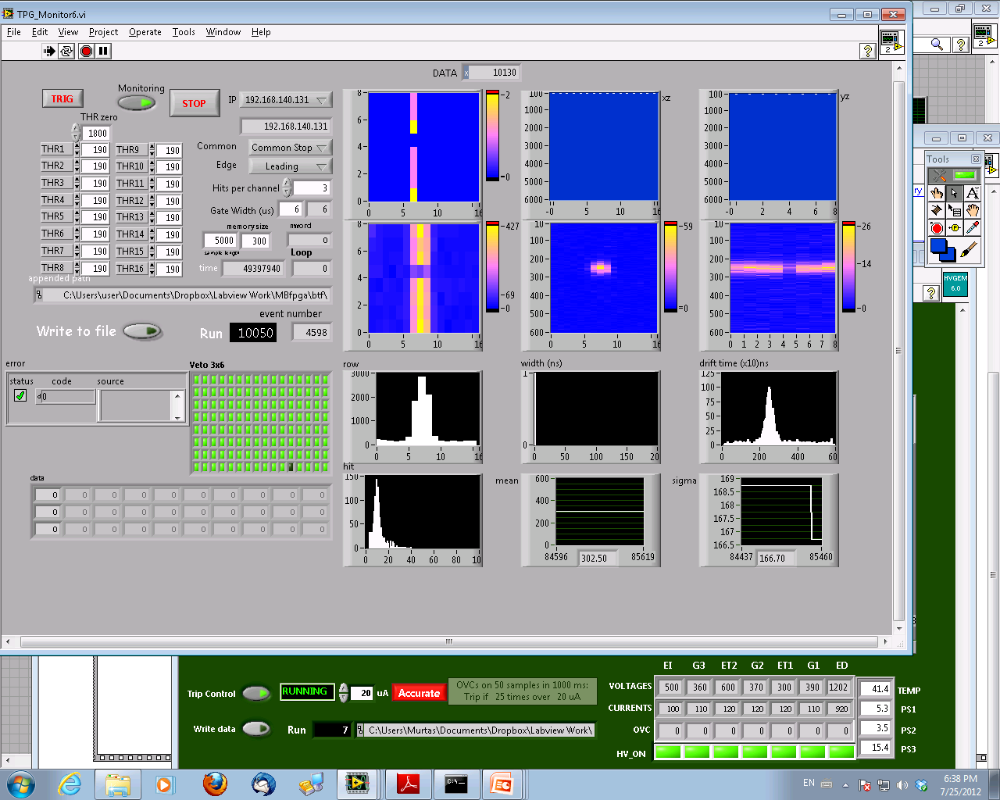 TPG_Monitor6.vi
File Edit View Project Operate Tools Window Help
DATA x 10130
TRIG
Monitoring
STOP
IP 192.168.140.131
192.168.140.131
THR zero
1800
THR1 190 THR9 190
THR2 190 THR10 190
THR3 190 THR11 190
THR4 190 THR12 190
THR5 190 THR13 190
THR6 190 THR14 190
THR7 190 THR15 190
THR8 190 THR16 190
Common Common Stop
Edge Leading
Hits per channel 3
Gate Width (us) 6 6
memory size nword
5000 300 0
sample length Loop
time 49397940 0
appended path
C:\Users\user\Documents\Dropbox\Labview Work\MBfpga\btf\
event number
Write to file Run 10050 4598
error
status code source
d0
Veto 3x6
data
0 0 0 0 0 0 0 0 0 0
0 0 0 0 0 0 0 0 0 0
0 0 0 0 0 0 0 0 0 0
8 6 4 2 0
0 5 10 16
2 0
xz
100 1000 2000 3000 4000 5000 6000
-0 5 10 16
yz
100 1000 2000 3000 4000 5000 6000
-0 2 4 6 8
8 6 4 2 0
0 5 10 16
427 69 0
10 100 200 300 400 500 600
0 5 10 16
59 0
10 100 200 300 400 500 600
0 1 2 3 4 5 6 7 8
26 14 0
row
3000 2000 1000 0
0 5 10 16
width (ns)
1 0
0 50 100 150 20
drift time (x10)ns
125 100 75 50 25 0
0 200 400 60
hit
150 100 50 0
0 20 40 60 80 10
mean
600 400 200 0
84596 302.50 85619
sigma
169 168.5 168 167.5 167 166.5
84437 166.70 85460
Tools
HVGEM
6.0
EI G3 ET2 G2 ET1 G1 ED
VOLTAGES 500 360 600 370 300 390 1202
CURRENTS 100 110 120 120 120 110 920
OVC 0 0 0 0 0 0 0
HV_ON
41.4 TEMP
5.3 PS1
3.5 PS2
15.4 PS3
Trip Control RUNNING 20 uA Accurate
OVCs on 50 samples in 1000 ms:
Trip if 25 times over 20 uA
Write data Run 7 C:\Users\Murtas\Documents\Dropbox\Labview Work\
EN
6:38 PM
7/25/2012